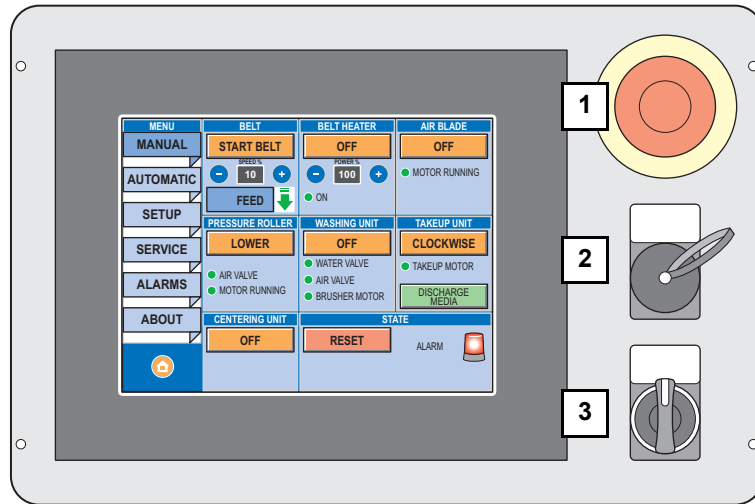 MENU
MANUAL
AUTOMATIC
SETUP
SERVICE
ALARMS
ABOUT
BELT
START BELT
SPEED %
- 10 +
FEED
BELT HEATER
OFF
POWER %
- 100 +
ON
AIR BLADE
OFF
MOTOR RUNNING
PRESSURE ROLLER
LOWER
AIR VALVE
MOTOR RUNNING
WASHING UNIT
OFF
WATER VALVE
AIR VALVE
BRUSHER MOTOR
TAKEUP UNIT
CLOCKWISE
TAKEUP MOTOR
DISCHARGE
MEDIA
CENTERING UNIT
OFF
STATE
RESET
ALARM
1
2
3